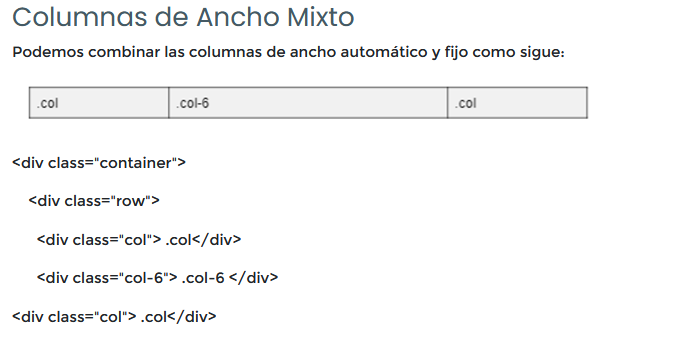 Columnas de Ancho Mixto
Podemos combinar las columnas de ancho automático y fijo como sigue:
.col .col-6 .col
<div class="container">
<div class="row">
<div class="col"> .col</div>
<div class="col-6"> .col-6 </div>
<div class="col"> .col</div>